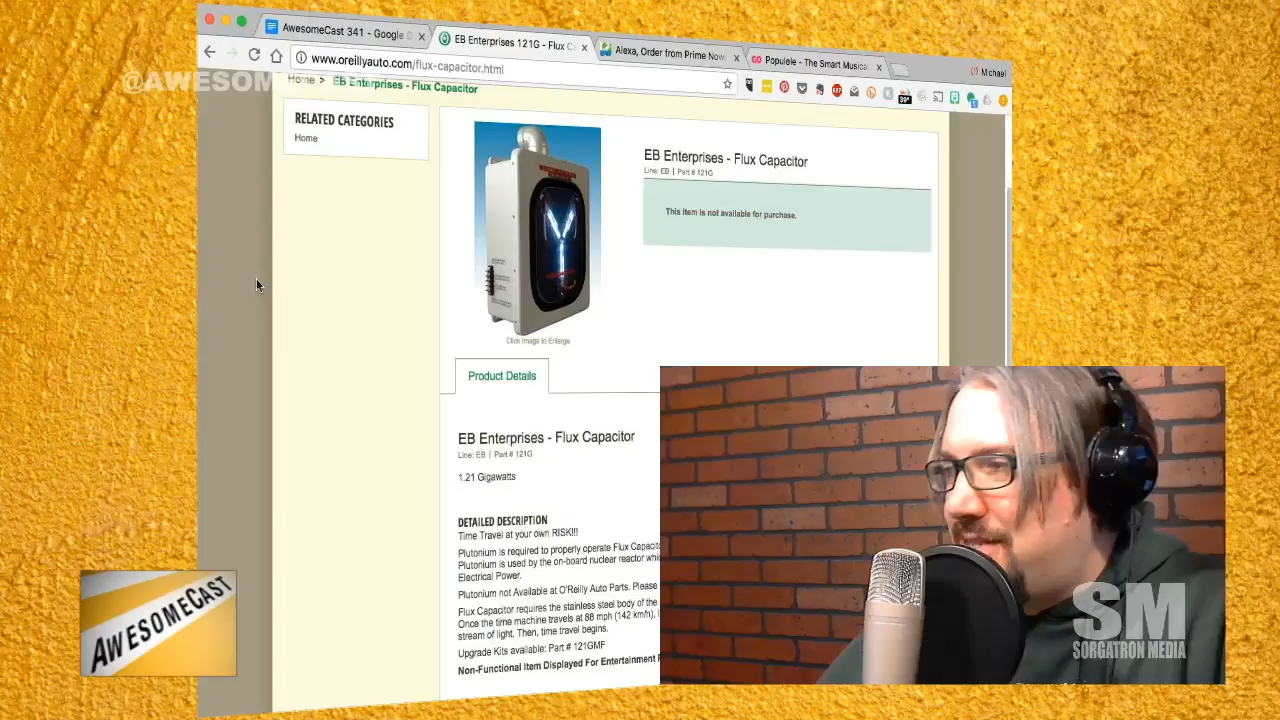 AwesomeCast 341 - Google D
EB Enterprises 121G - Flux Ca
Alexa, Order from Prime Now:
Populele - The Smart Musical
Michael
www.oreillyauto.com/flux-capacitor.html
@AWESOM
Home > EB Enterprises - Flux Capacitor
RELATED CATEGORIES
Home
EB Enterprises - Flux Capacitor
Line: EB | Part # 121G
This item is not available for purchase.
Click Image to Enlarge
Product Details
EB Enterprises - Flux Capacitor
Line: EB | Part # 121G
1.21 Gigawatts
DETAILED DESCRIPTION
Time Travel at your own RISK!!!
Plutonium is required to properly operate Flux Capacito
Plutonium is used by the on-board nuclear reactor whic
Electrical Power.
Plutonium not Available at O'Reilly Auto Parts. Please
Flux Capacitor requires the stainless steel body of the
Once the time machine travels at 88 mph (142 km/h),
stream of light. Then, time travel begins.
Upgrade Kits available: Part # 121GMF
Non-Functional Item Displayed For Entertainment P
AWESOMECAST
SM
SORGATRON MEDIA